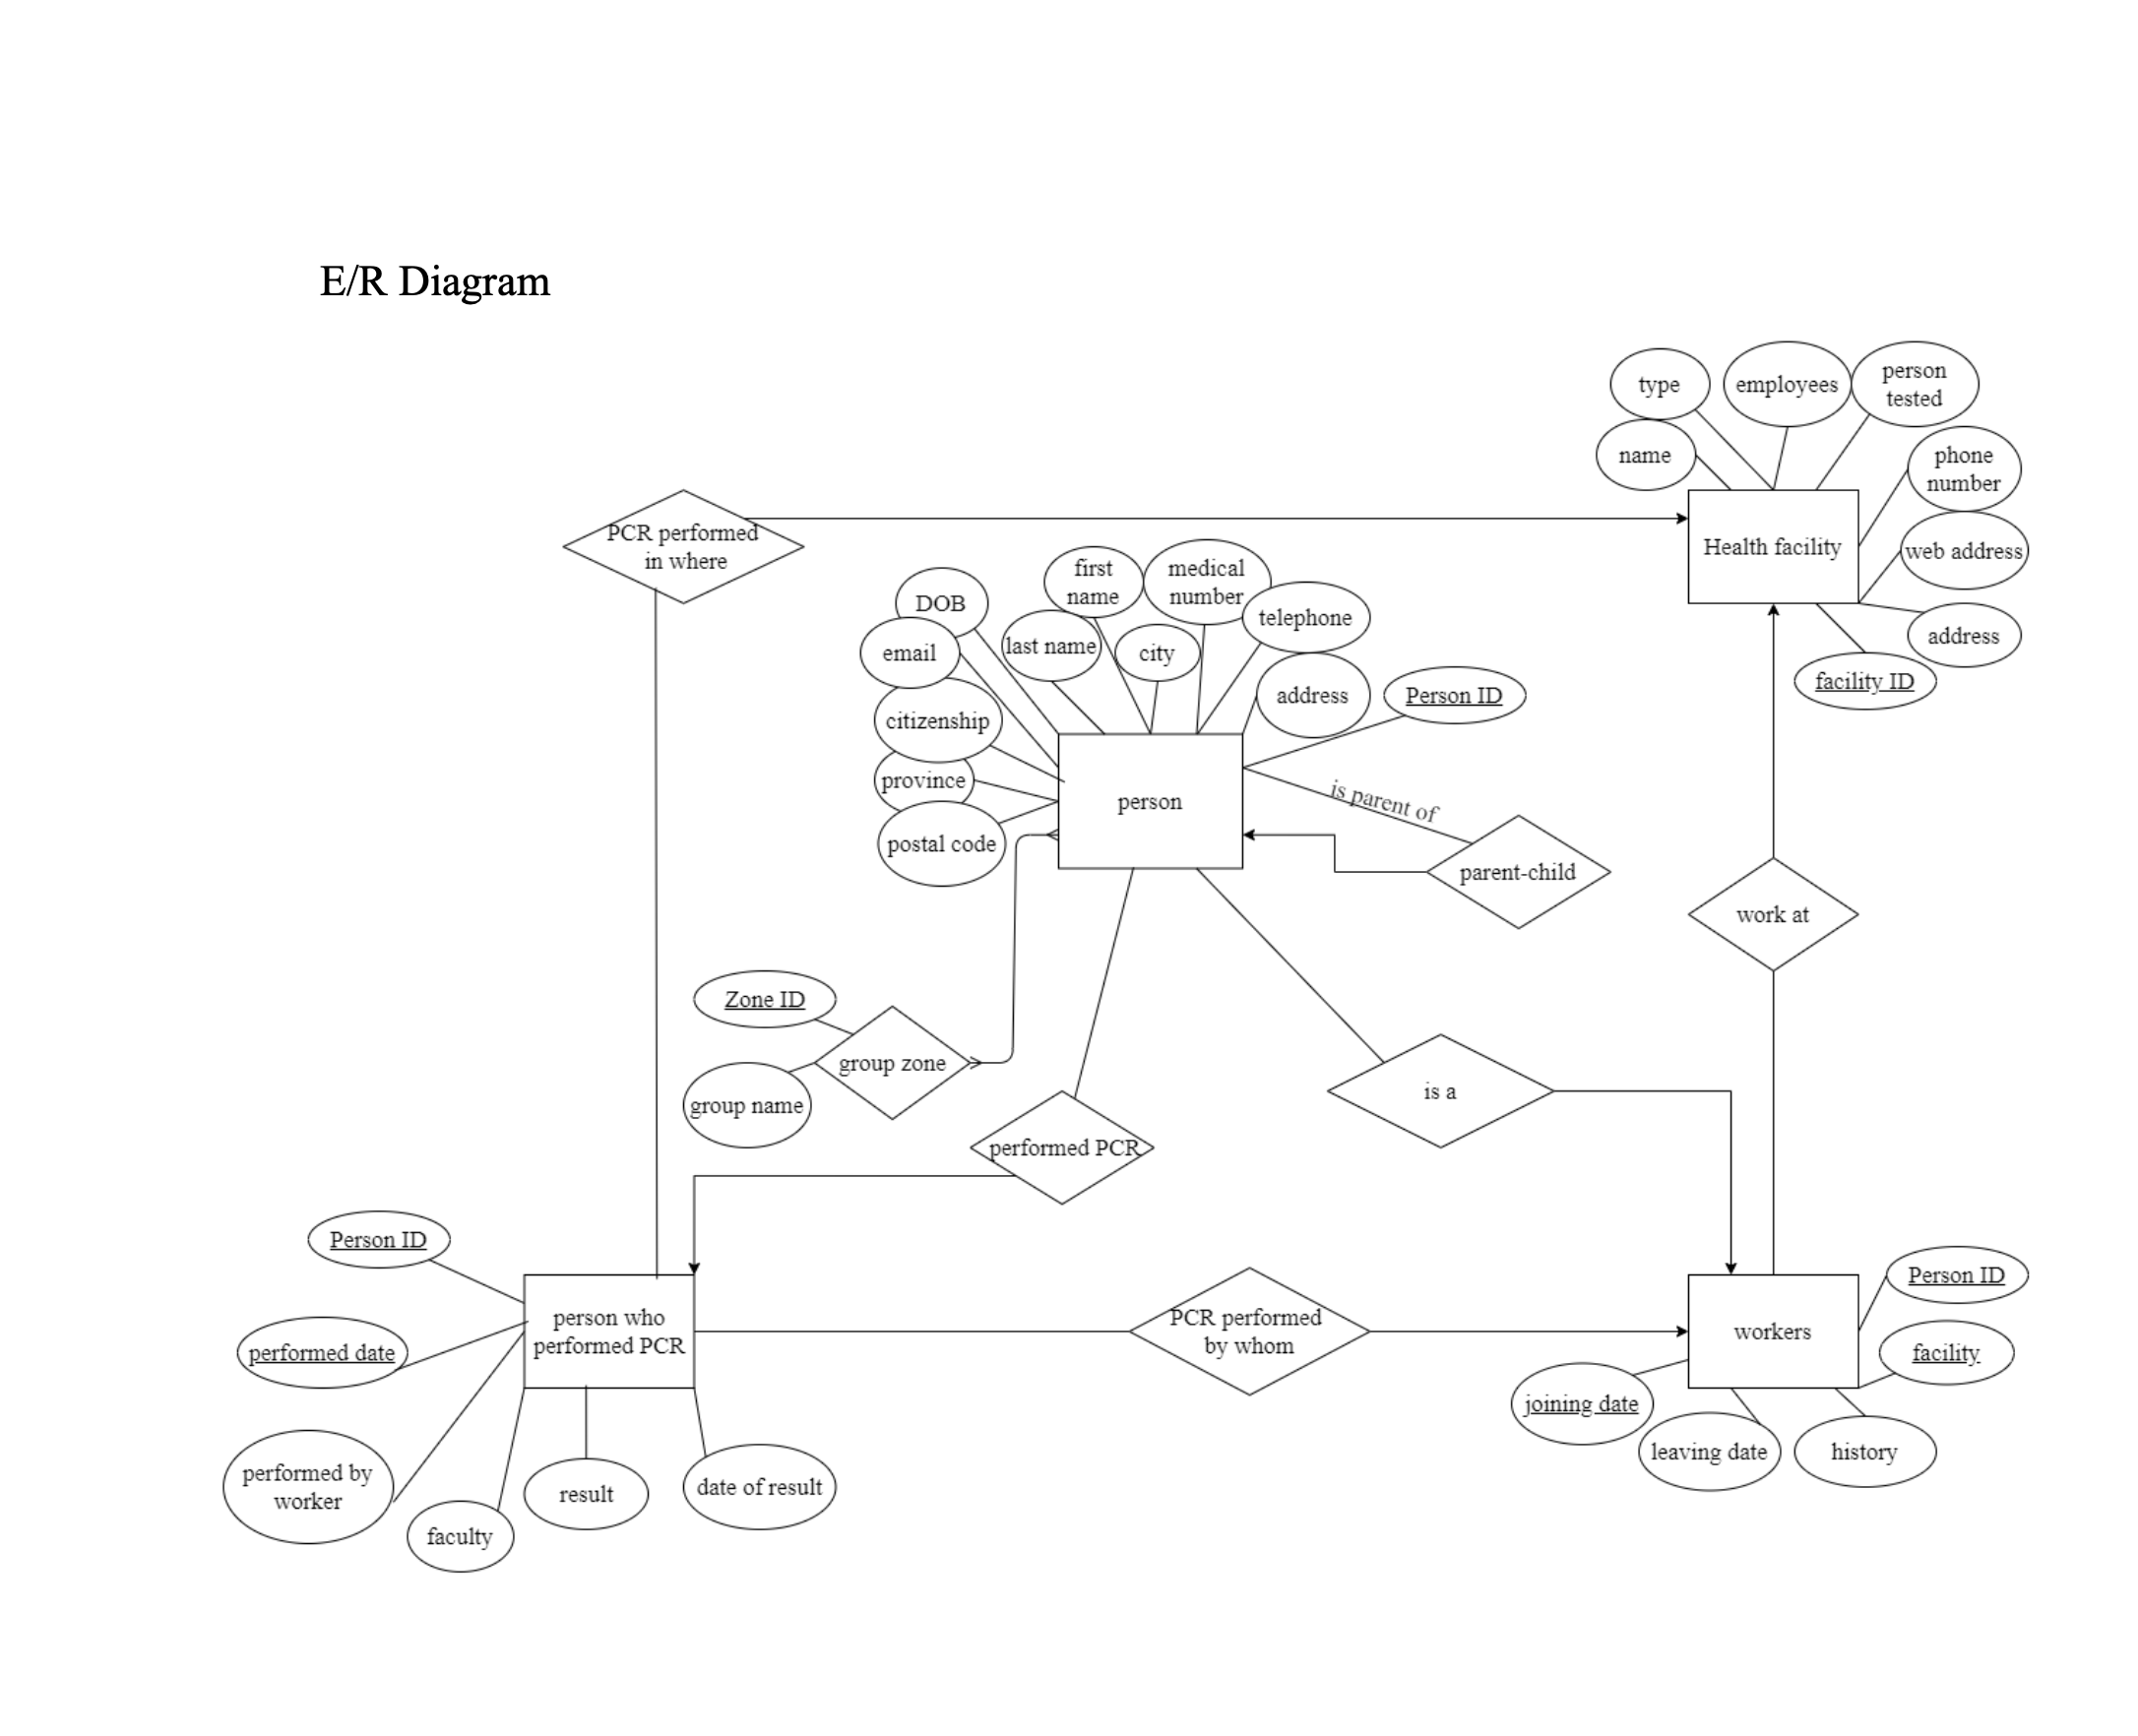 E/R Diagram
type
employees
person
tested
name
phone
number
PCR performed
in where
Health facility
web address
first
name
medical
number
DOB
telephone
last name
city
email
address
address
Person ID
facility ID
citizenship
province
person
is parent of
postal code
parent-child
work at
Zone ID
group zone
is a
group name
performed PCR
Person ID
Person ID
person who
performed PCR
PCR performed
by whom
workers
performed date
facility
joining date
leaving date
history
performed by
worker
result
date of result
faculty